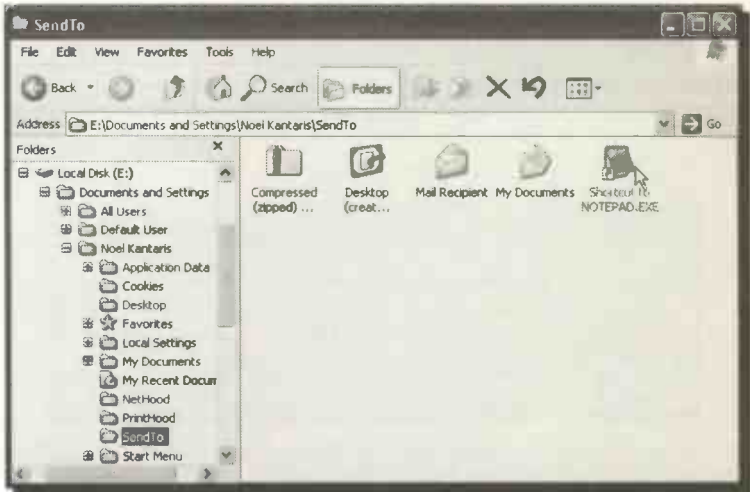 SendTo
File Edit View Favorites Tools Help
Back Search Folders
Address E:\Documents and Settings\Noel Kantaris\SendTo Go
Folders
Local Disk (E:)
Documents and Settings
All Users
Default User
Noel Kantaris
Application Data
Cookies
Desktop
Favorites
Local Settings
My Documents
My Recent Docum
NetHood
PrintHood
SendTo
Start Menu
Compressed Desktop Mail Recipient My Documents Shortcut to
(zipped) ... (creat... NOTEPAD.EXE